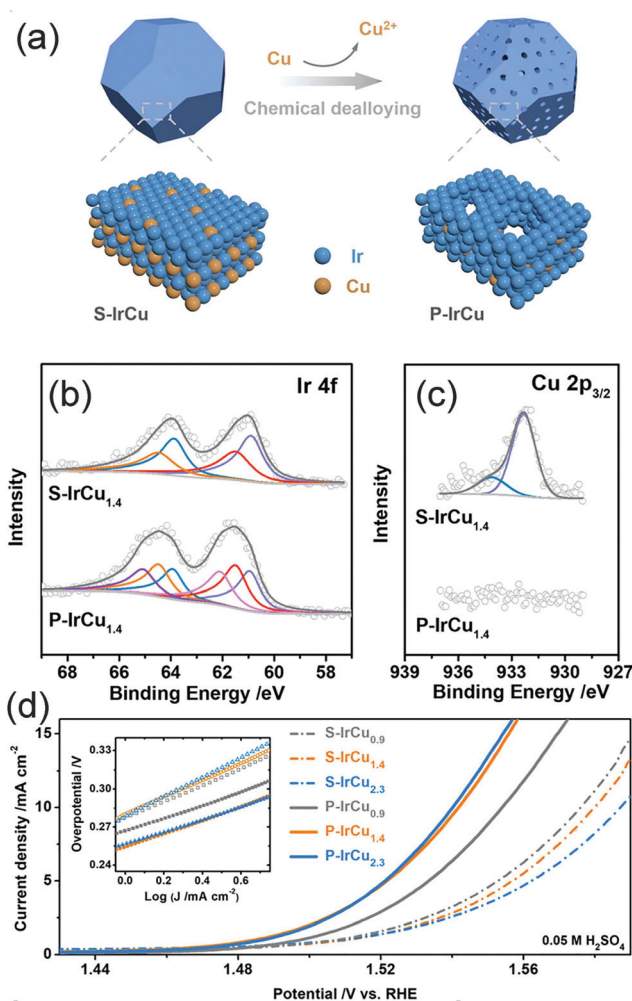 (a)
Cu
Cu²⁺
Chemical dealloying
Ir
Cu
S-IrCu
P-IrCu
(b)
Ir 4f
S-IrCu₁.₄
P-IrCu₁.₄
Intensity
68 66 64 62 60 58
Binding Energy /eV
(c)
Cu 2p₃/₂
S-IrCu₁.₄
P-IrCu₁.₄
Intensity
939 936 933 930 927
Binding Energy /eV
(d)
15
10
5
0
Current density /mA cm⁻²
0.33
0.30
0.27
0.24
Overpotential /V
0.0 0.2 0.4 0.6
Log (J /mA cm⁻²)
S-IrCu₀.₉
S-IrCu₁.₄
S-IrCu₂.₃
P-IrCu₀.₉
P-IrCu₁.₄
P-IrCu₂.₃
0.05 M H₂SO₄
1.44 1.48 1.52 1.56
Potential /V vs. RHE